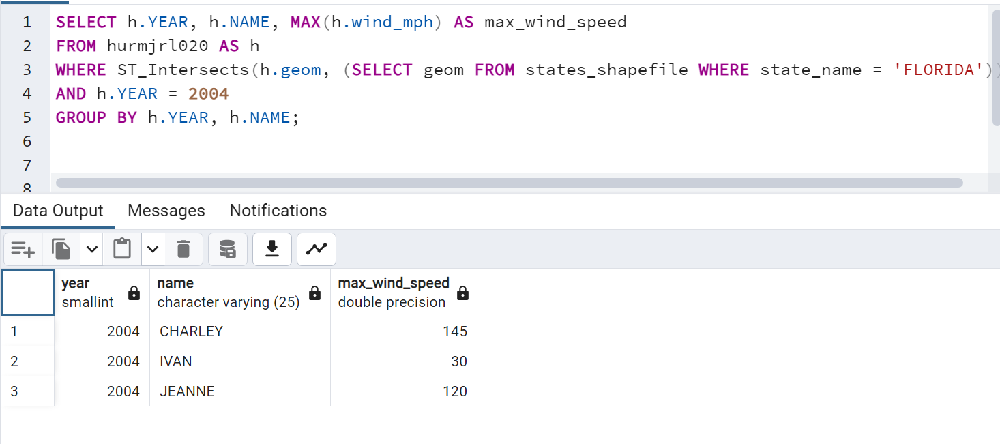 1 SELECT h.YEAR, h.NAME, MAX(h.wind_mph) AS max_wind_speed
2 FROM hurmjrl020 AS h
3 WHERE ST_Intersects(h.geom, (SELECT geom FROM states_shapefile WHERE state_name = 'FLORIDA'))
4 AND h.YEAR = 2004
5 GROUP BY h.YEAR, h.NAME;
6
7
8
Data Output Messages Notifications
year name max_wind_speed
smallint character varying (25) double precision
1 2004 CHARLEY 145
2 2004 IVAN 30
3 2004 JEANNE 120